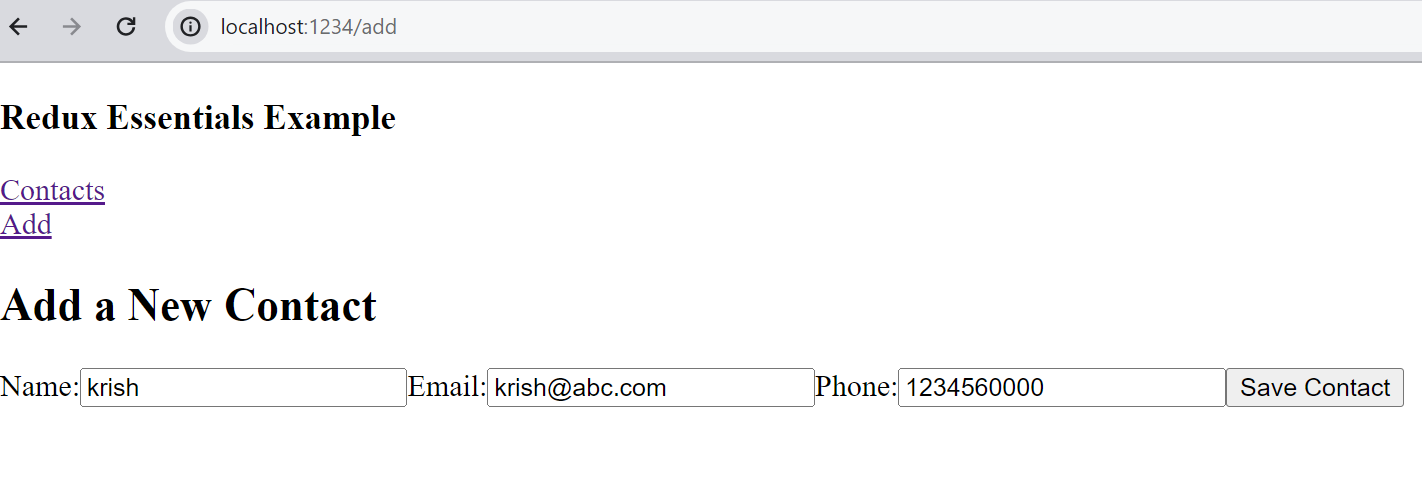 localhost:1234/add
Redux Essentials Example
Contacts
Add
Add a New Contact
Name: krish Email: krish@abc.com Phone: 1234560000 Save Contact